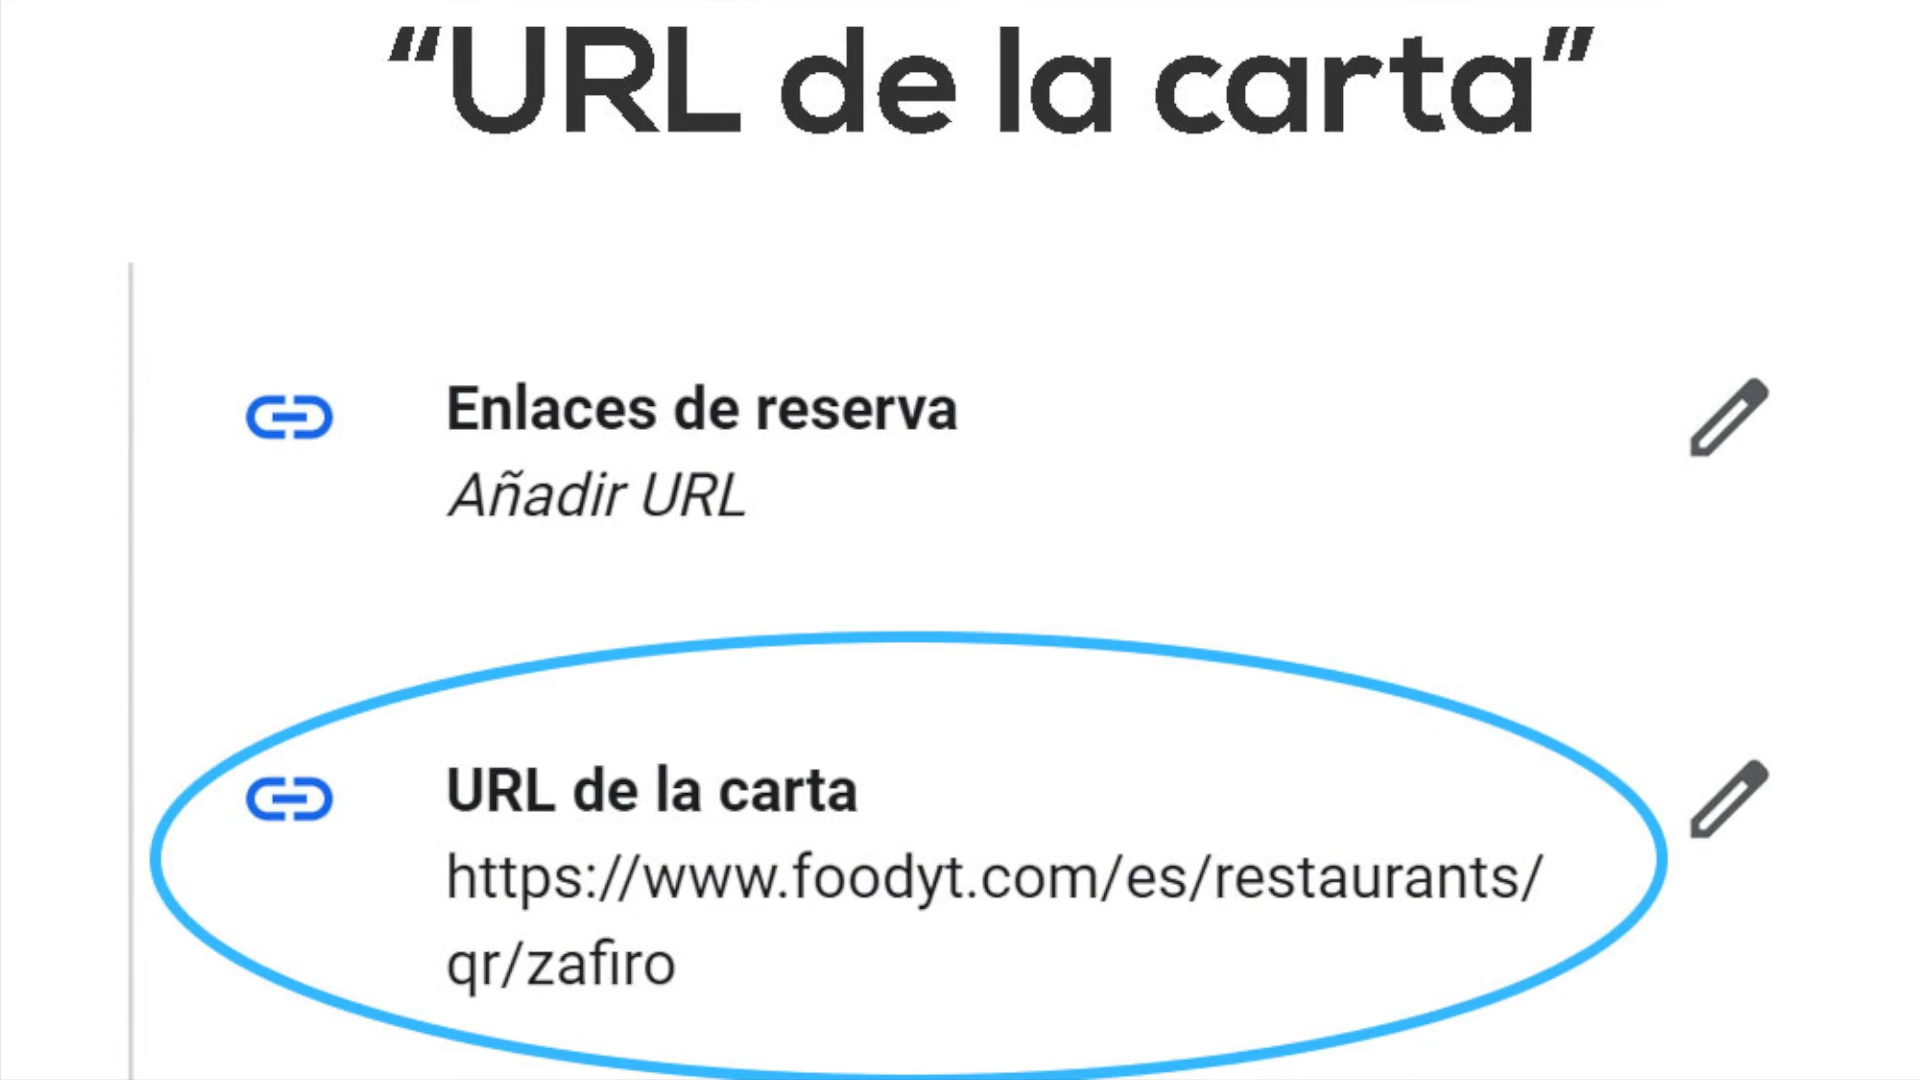 “URL de la carta”
Enlaces de reserva
Añadir URL
URL de la carta
https://www.foodyt.com/es/restaurants/
qr/zafiro